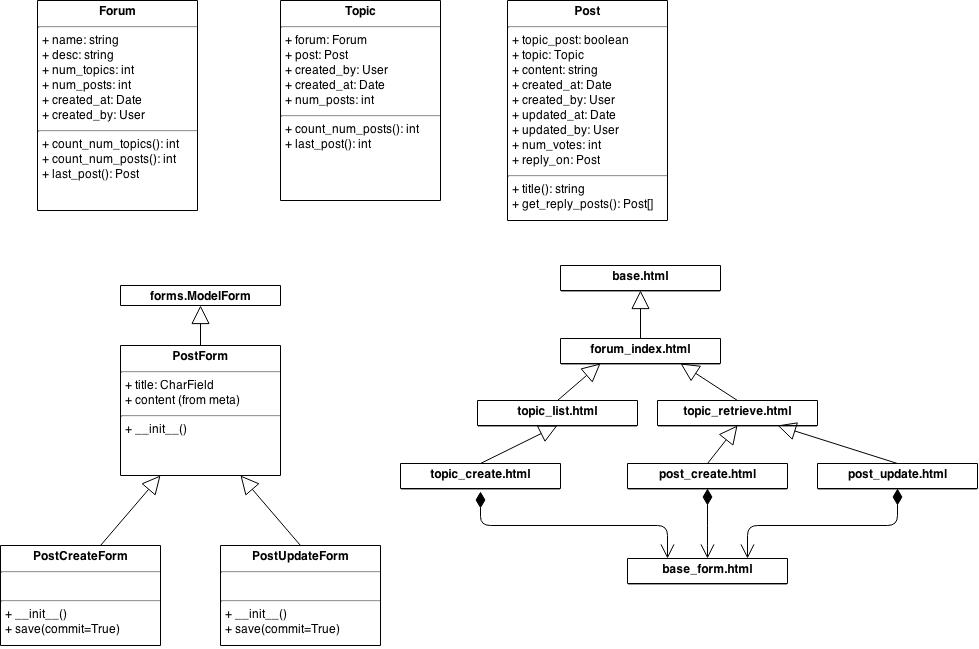 Forum
+ name: string
+ desc: string
+ num_topics: int
+ num_posts: int
+ created_at: Date
+ created_by: User
+ count_num_topics(): int
+ count_num_posts(): int
+ last_post(): Post
Topic
+ forum: Forum
+ post: Post
+ created_by: User
+ created_at: Date
+ num_posts: int
+ count_num_posts(): int
+ last_post(): int
Post
+ topic_post: boolean
+ topic: Topic
+ content: string
+ created_at: Date
+ created_by: User
+ updated_at: Date
+ updated_by: User
+ num_votes: int
+ reply_on: Post
+ title(): string
+ get_reply_posts(): Post[]
forms.ModelForm
PostForm
+ title: CharField
+ content (from meta)
+ __init__()
PostCreateForm
+ __init__()
+ save(commit=True)
PostUpdateForm
+ __init__()
+ save(commit=True)
base.html
forum_index.html
topic_list.html
topic_retrieve.html
topic_create.html
post_create.html
post_update.html
base_form.html